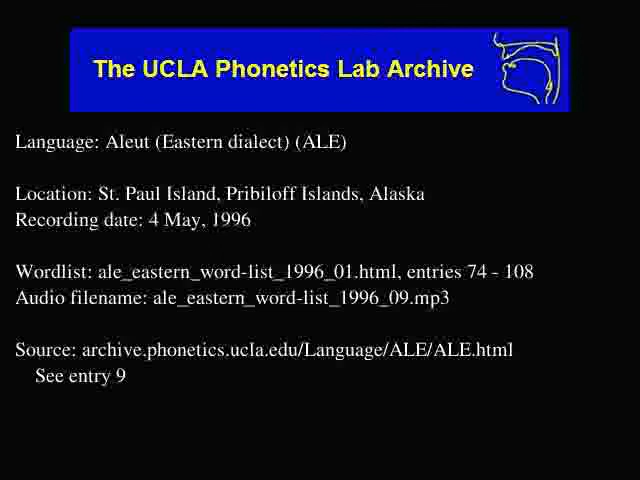 The UCLA Phonetics Lab Archive
Language: Aleut (Eastern dialect) (ALE)
Location: St. Paul Island, Pribiloff Islands, Alaska
Recording date: 4 May, 1996
Wordlist: ale_eastern_word-list_1996_01.html, entries 74 - 108
Audio filename: ale_eastern_word-list_1996_09.mp3
Source: archive.phonetics.ucla.edu/Language/ALE/ALE.html
See entry 9